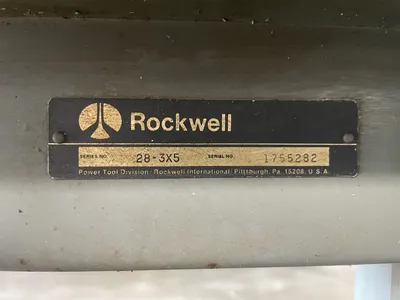 Rockwell
SERIES NO. 28-3X5 SERIAL NO. 1755282
Power Tool Division, Rockwell International, Pittsburgh, Pa. 15208, U S A